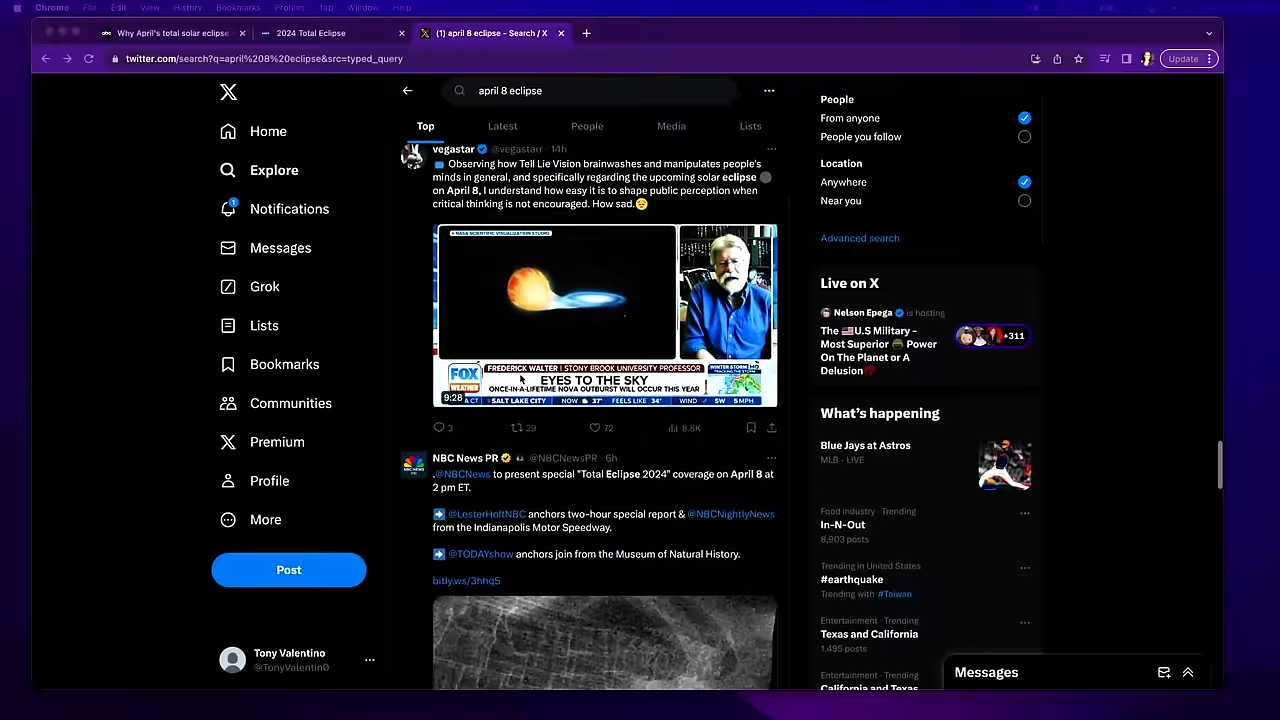 Chrome File Edit View History Bookmarks Profiles Tab Window Help
abc Why April's total solar eclipse
2024 Total Eclipse
(1) april 8 eclipse - Search / X
twitter.com/search?q=april%208%20eclipse&src=typed_query
Update
Home
Explore
1
Notifications
Messages
Grok
Lists
Bookmarks
Communities
Premium
Profile
More
Post
Tony Valentino
@TonyValentin0
april 8 eclipse
Top Latest People Media Lists
vegastar @vegastarr · 14h
Observing how Tell Lie Vision brainwashes and manipulates people's
minds in general, and specifically regarding the upcoming solar eclipse
on April 8, I understand how easy it is to shape public perception when
critical thinking is not encouraged. How sad.
NASA SCIENTIFIC VISUALIZATION STUDIO
FOX
WEATHER
FREDERICK WALTER | STONY BROOK UNIVERSITY PROFESSOR
EYES TO THE SKY
ONCE-IN-A-LIFETIME NOVA OUTBURST WILL OCCUR THIS YEAR
WINTER STORM HQ
TRACKING THE STORM
9:28
SALT LAKE CITY NOW 37° FEELS LIKE 34° WIND SW 5 MPH
3 29 72 8.8K
NBC News PR @NBCNewsPR · 6h
.@NBCNews to present special "Total Eclipse 2024" coverage on April 8 at
2 pm ET.
@LesterHoltNBC anchors two-hour special report & @NBCNightlyNews
from the Indianapolis Motor Speedway.
@TODAYshow anchors join from the Museum of Natural History.
bitly.ws/3hhq5
People
From anyone
People you follow
Location
Anywhere
Near you
Advanced search
Live on X
Nelson Epega is hosting
The U.S Military -
Most Superior Power
On The Planet or A
Delusion
+311
What's happening
Blue Jays at Astros
MLB · LIVE
Food industry · Trending
In-N-Out
8,903 posts
Trending in United States
#earthquake
Trending with #Taiwan
Entertainment · Trending
Texas and California
1,495 posts
Entertainment · Trending
California and Texas
Messages